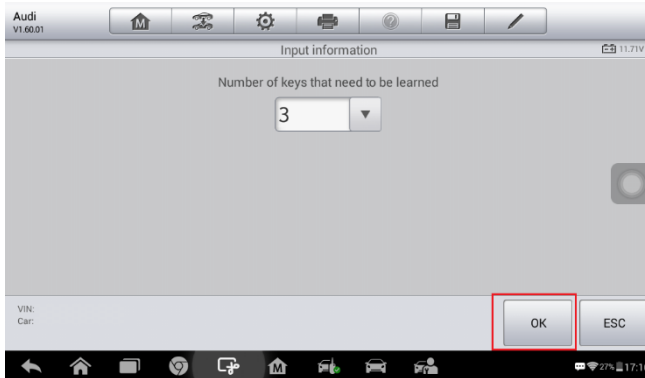 Audi
V1.60.01
M
Input information
11.71V
Number of keys that need to be learned
3
VIN:
Car:
OK
ESC
M
27%